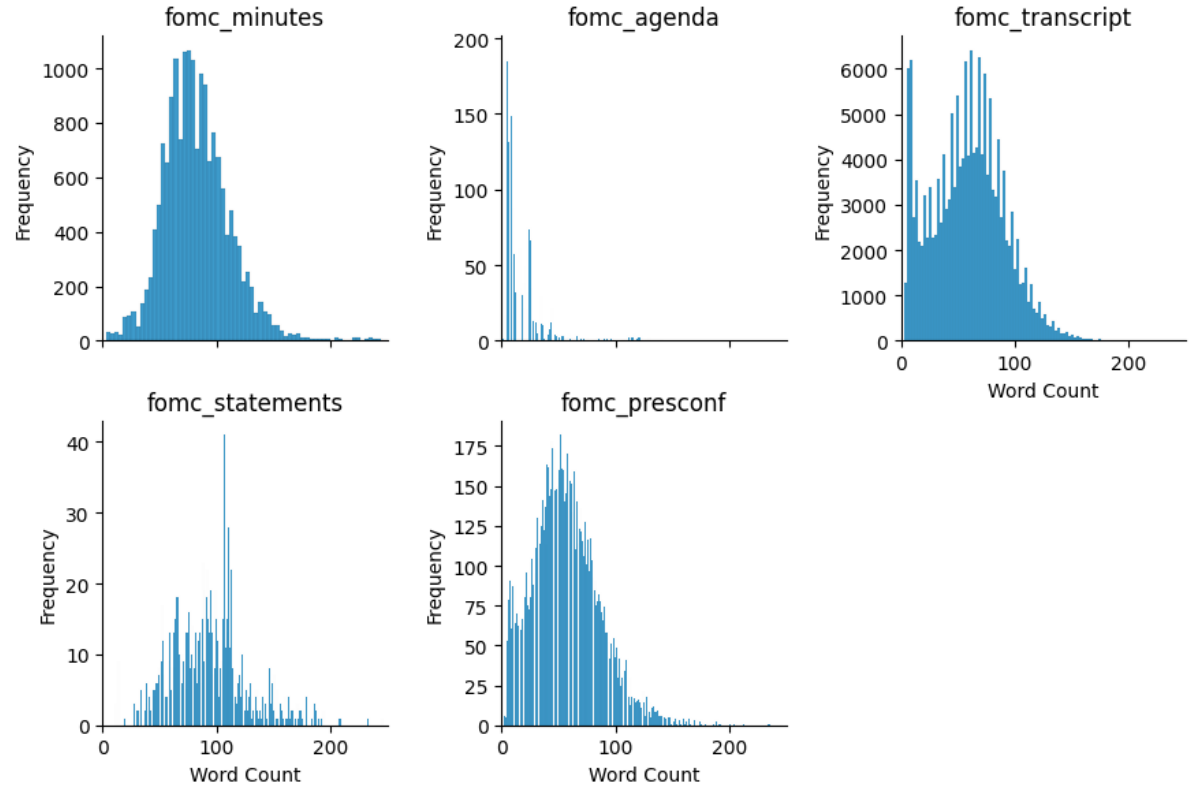 fomc_minutes
1000
800
600
400
200
0
Frequency
fomc_agenda
200
150
100
50
0
Frequency
fomc_transcript
6000
5000
4000
3000
2000
1000
0
Frequency
0 100 200
Word Count
fomc_statements
40
30
20
10
0
Frequency
0 100 200
Word Count
fomc_presconf
175
150
125
100
75
50
25
0
Frequency
0 100 200
Word Count